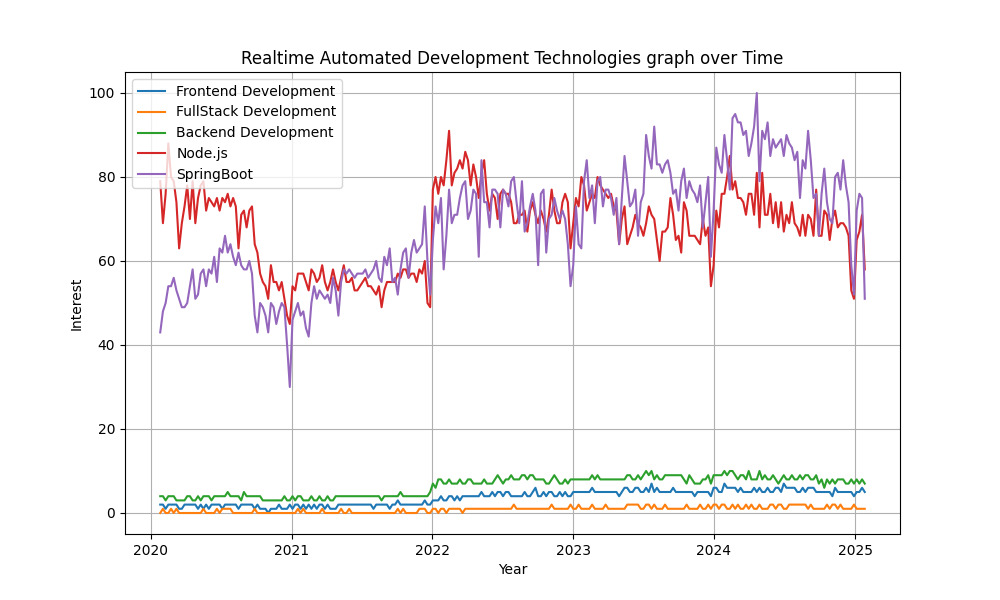 Realtime Automated Development Technologies graph over Time
Frontend Development
FullStack Development
Backend Development
Node.js
SpringBoot
100
80
60
40
20
0
Interest
2020 2021 2022 2023 2024 2025
Year